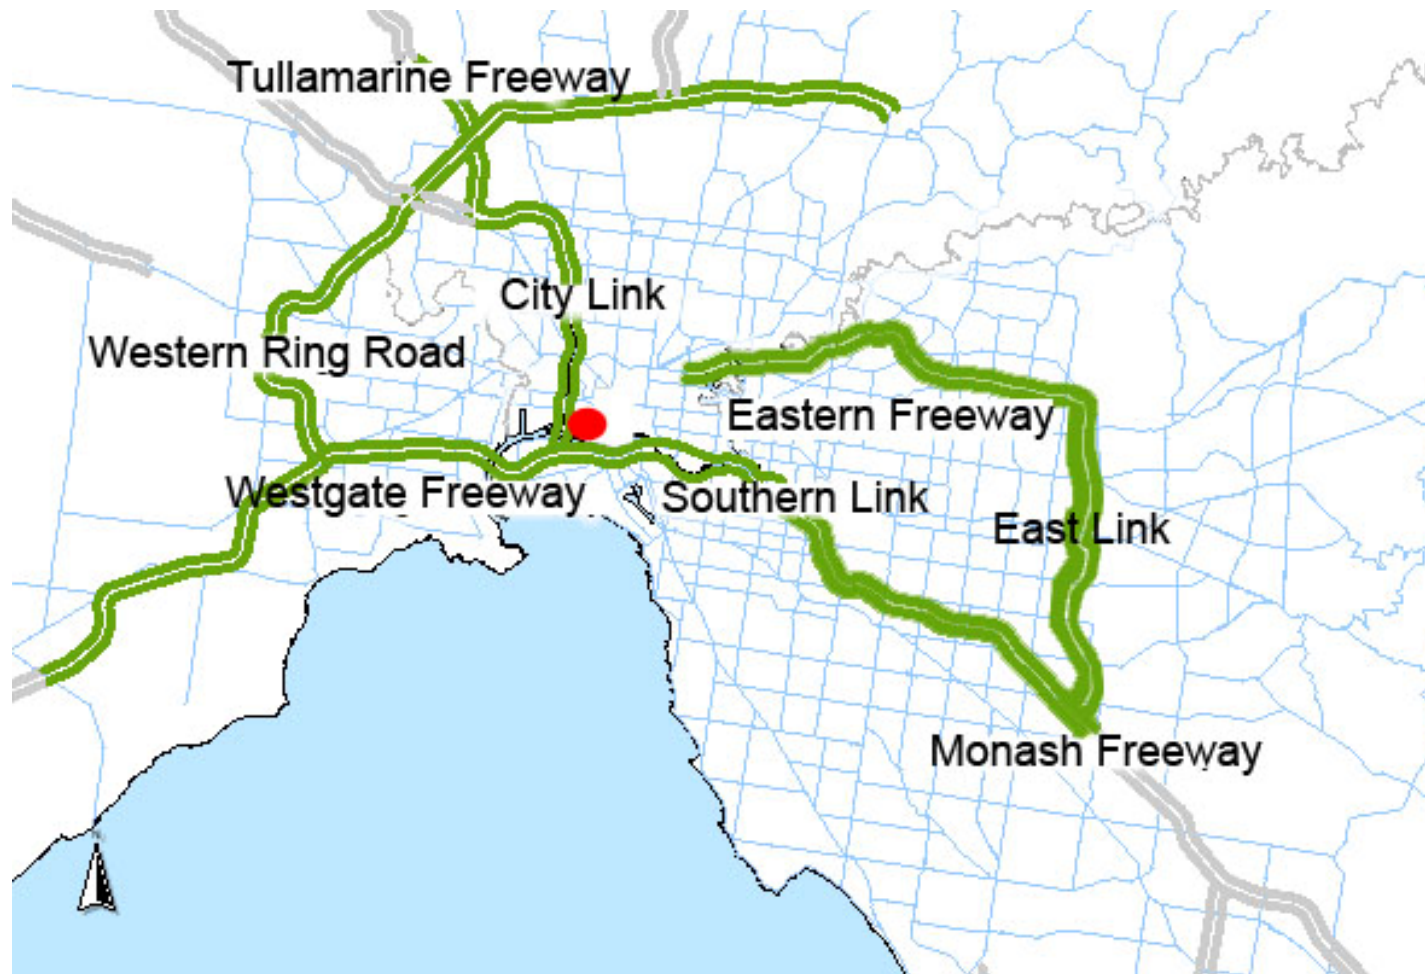 Tullamarine Freeway
City Link
Western Ring Road
Eastern Freeway
Westgate Freeway
Southern Link
East Link
Monash Freeway